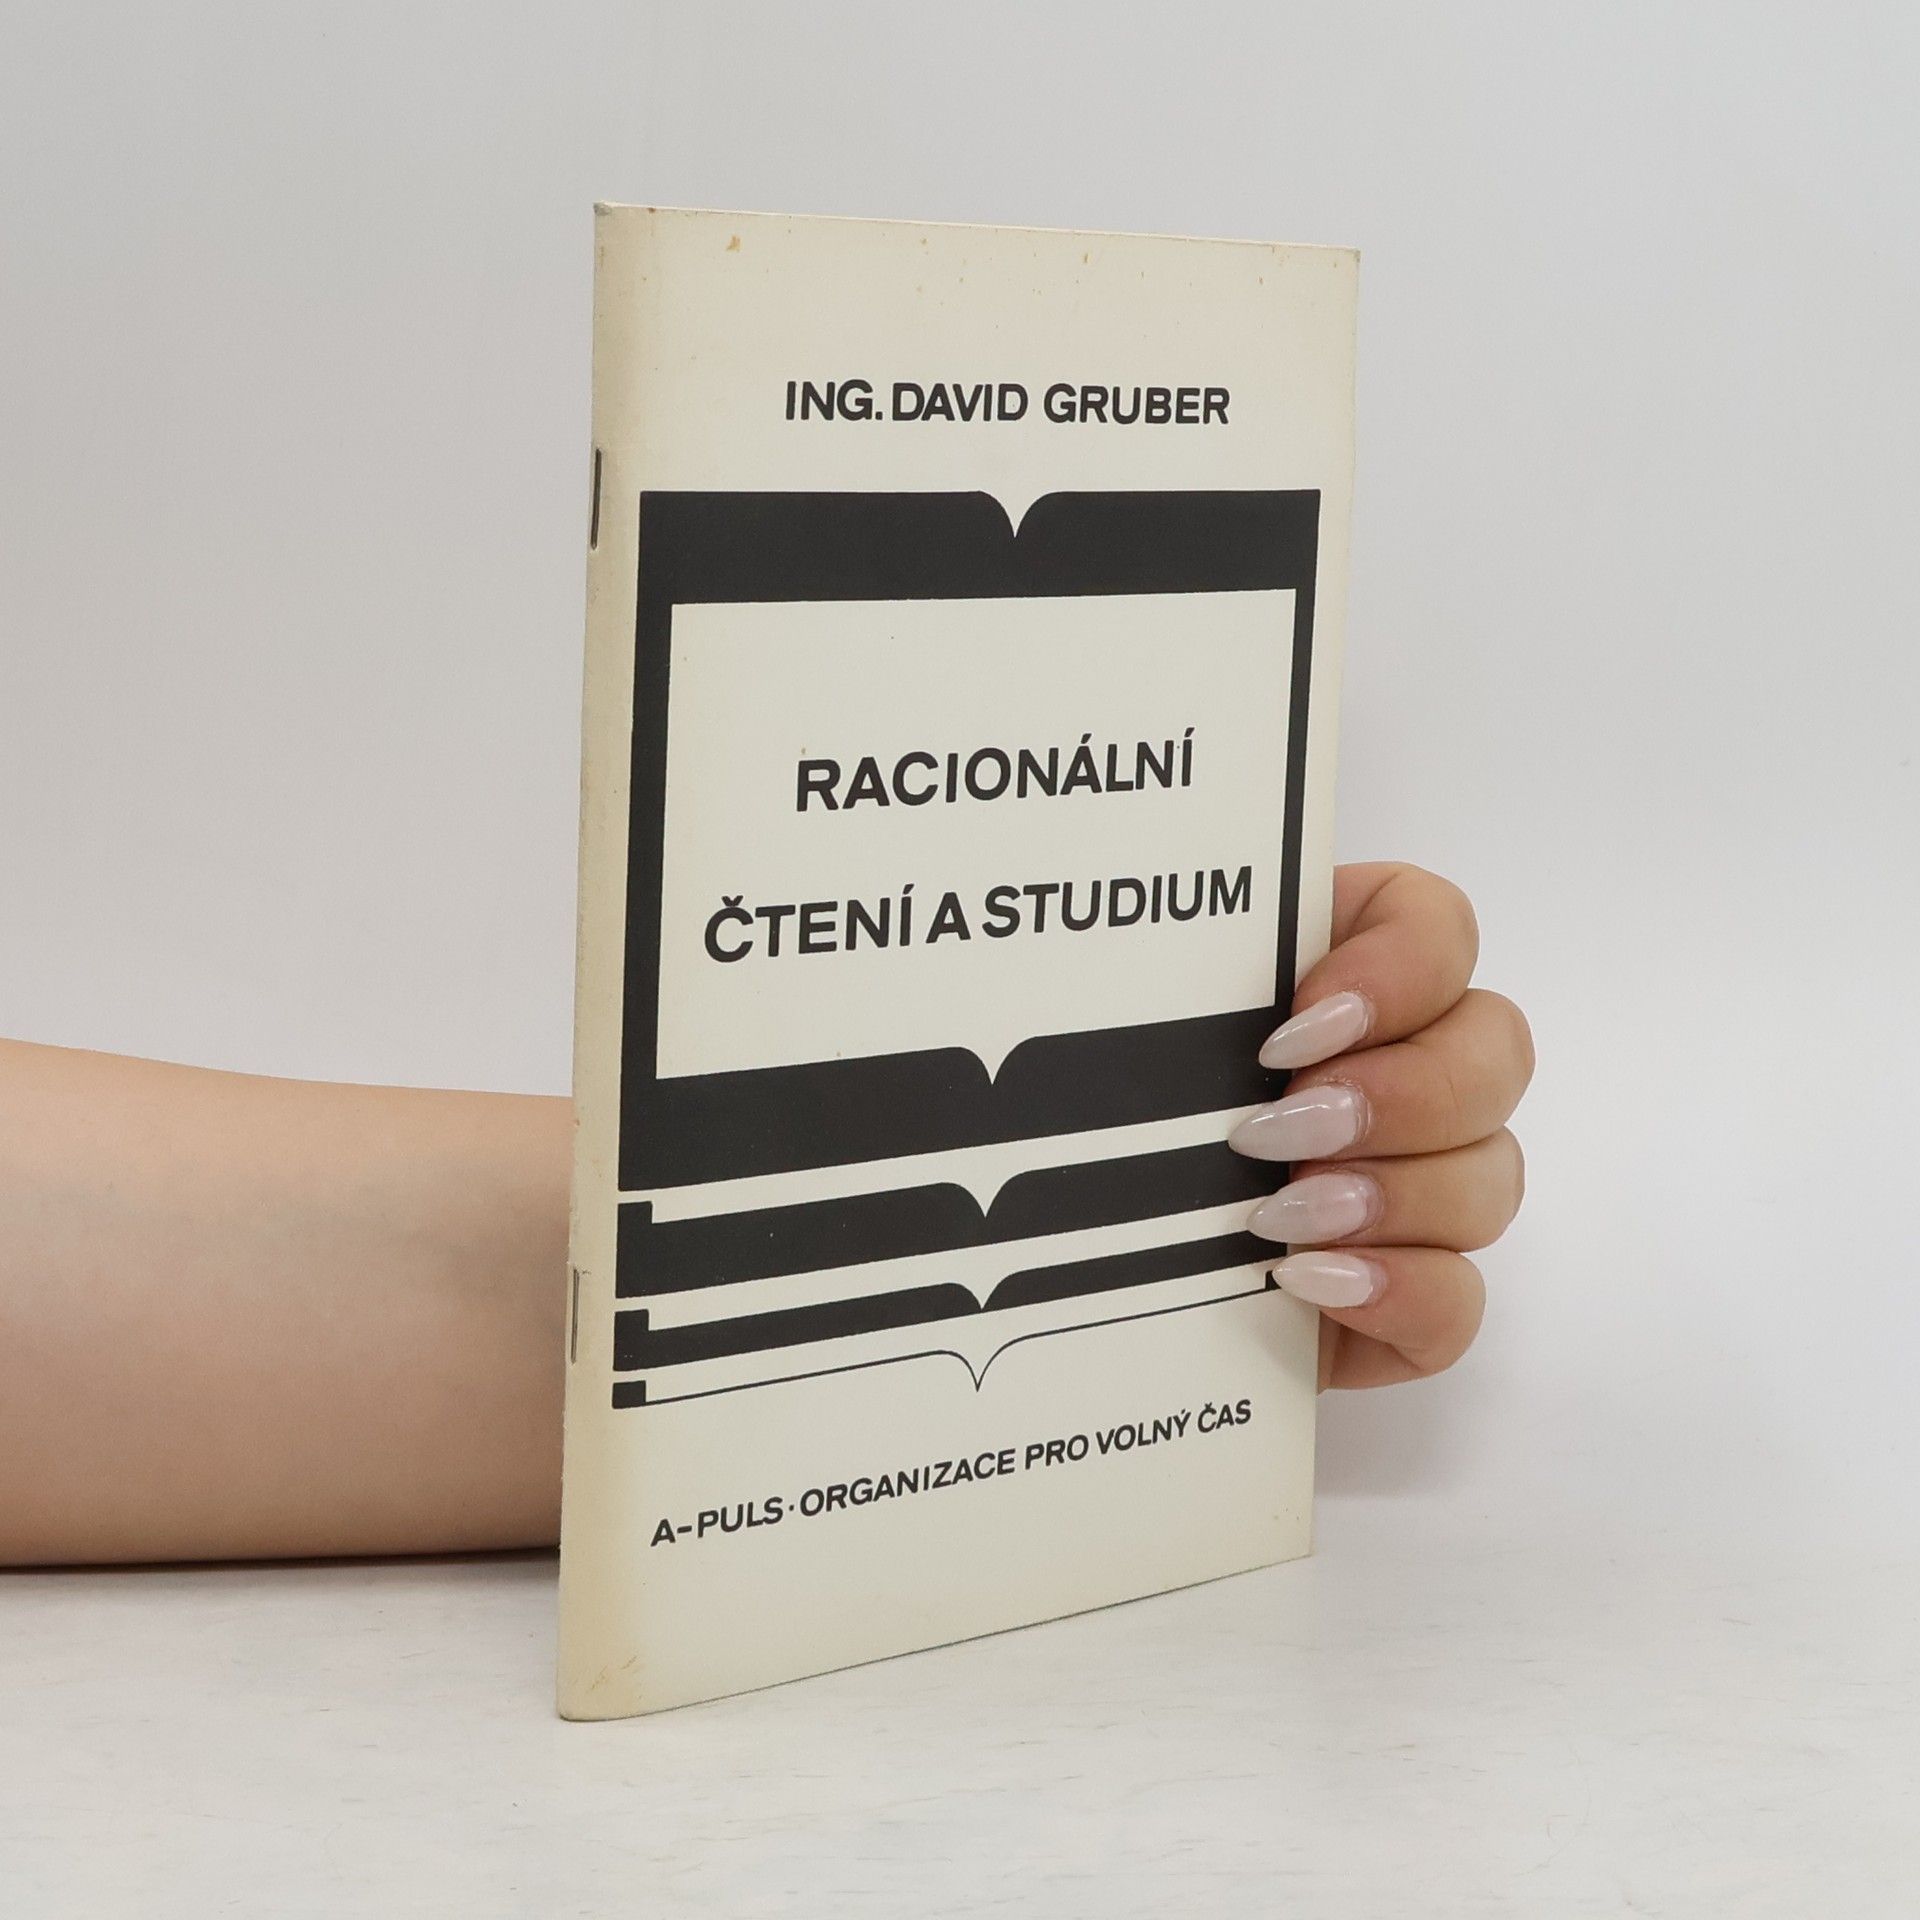 ING. DAVID GRUBER
RACIONÁLNÍ
ČTENÍ A STUDIUM
A-PULS · ORGANIZACE PRO VOLNÝ ČAS